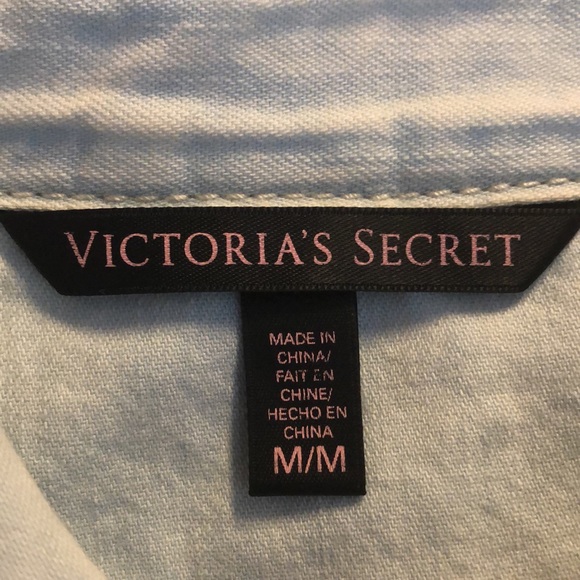 VICTORIA'S SECRET
MADE IN
CHINA/
FAIT EN
CHINE/
HECHO EN
CHINA
M/M